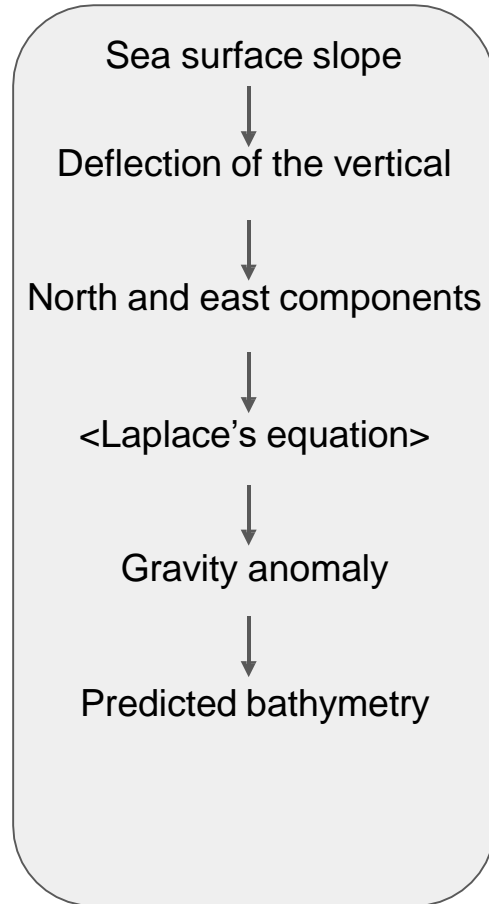 Sea surface slope
Deflection of the vertical
North and east components
<Laplace’s equation>
Gravity anomaly
Predicted bathymetry